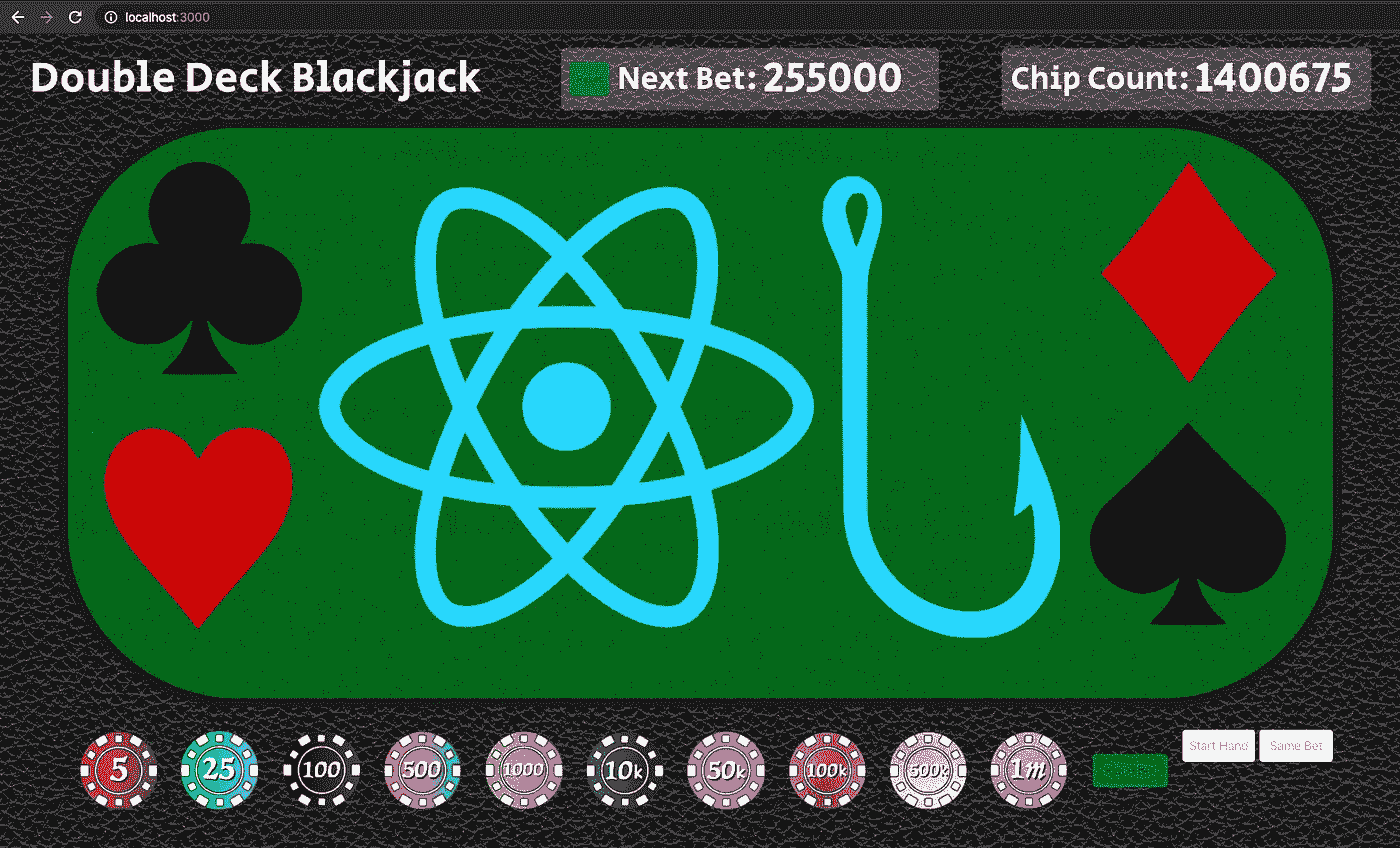 localhost:3000
Double Deck Blackjack
Next Bet: 255000
Chip Count: 1400675
5
25
100
500
1000
10k
50k
100k
500k
1m
Start Hand
Same Bet